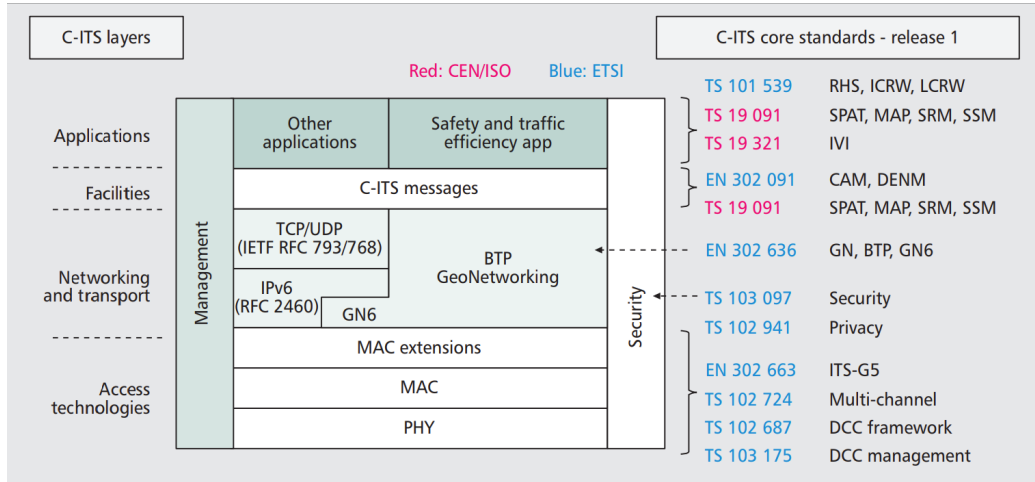 C-ITS layers
C-ITS core standards - release 1
Red: CEN/ISO
Blue: ETSI
Applications
Facilities
Networking
and transport
Access
technologies
Management
Other
applications
Safety and traffic
efficiency app
C-ITS messages
TCP/UDP
(IETF RFC 793/768)
BTP
GeoNetworking
IPv6
(RFC 2460)
GN6
MAC extensions
MAC
PHY
Security
TS 101 539 RHS, ICRW, LCRW
TS 19 091 SPAT, MAP, SRM, SSM
TS 19 321 IVI
EN 302 091 CAM, DENM
TS 19 091 SPAT, MAP, SRM, SSM
EN 302 636 GN, BTP, GN6
TS 103 097 Security
TS 102 941 Privacy
EN 302 663 ITS-G5
TS 102 724 Multi-channel
TS 102 687 DCC framework
TS 103 175 DCC management